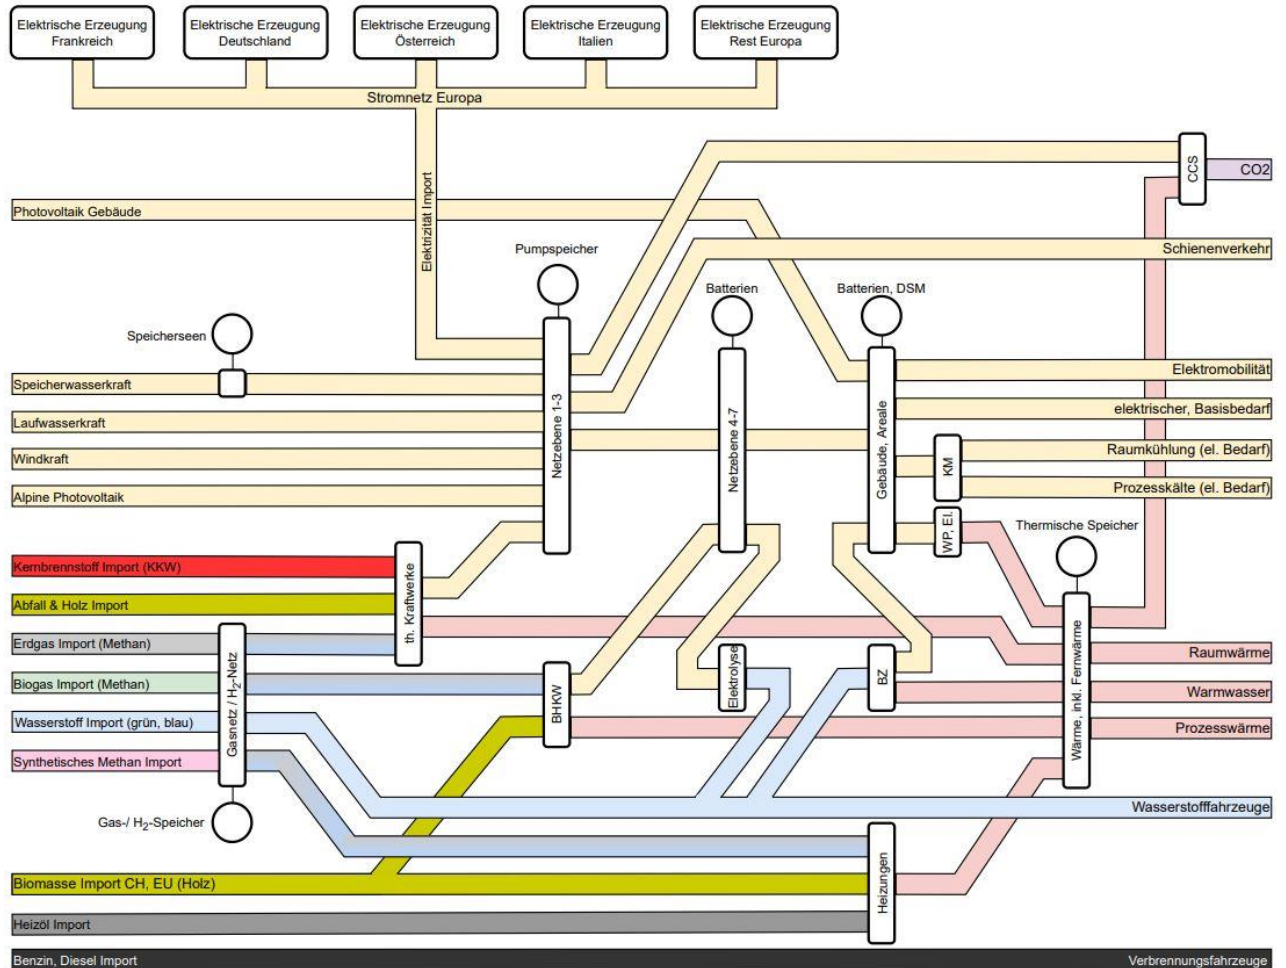 Elektrische Erzeugung
Frankreich
Elektrische Erzeugung
Deutschland
Elektrische Erzeugung
Österreich
Elektrische Erzeugung
Italien
Elektrische Erzeugung
Rest Europa
Stromnetz Europa
Elektrizität Import
CCS
CO2
Photovoltaik Gebäude
Schienenverkehr
Pumpspeicher
Batterien
Batterien, DSM
Speicherseen
Speicherwasserkraft
Laufwasserkraft
Windkraft
Alpine Photovoltaik
Netzebene 1-3
Netzebene 4-7
Gebäude, Areale
Elektromobilität
elektrischer, Basisbedarf
KM
Raumkühlung (el. Bedarf)
Prozesskälte (el. Bedarf)
WP, El.
Thermische Speicher
Kernbrennstoff Import (KKW)
Abfall & Holz Import
th. Kraftwerke
Erdgas Import (Methan)
Biogas Import (Methan)
Wasserstoff Import (grün, blau)
Synthetisches Methan Import
Gasnetz / H2-Netz
Gas-/ H2-Speicher
BHKW
Elektrolyse
BZ
Wärme, inkl. Fernwärme
Raumwärme
Warmwasser
Prozesswärme
Wasserstofffahrzeuge
Biomasse Import CH, EU (Holz)
Heizöl Import
Heizungen
Benzin, Diesel Import
Verbrennungsfahrzeuge